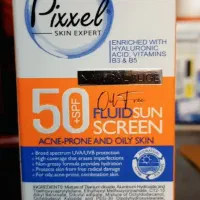 Pixxel
SKIN EXPERT
ENRICHED WITH
HYALURONIC
ACID, VITAMINS
B3 & B5
50
+SPF
Oil-Free
FLUID SUN
SCREEN
ACNE-PRONE AND OILY SKIN
• Broad spectrum UVA/UVB protection
• High coverage that erases imperfections
• Non-greasy formula provides hydration
• Protects skin from free radical damage
• For oily, acne-prone, combination skin